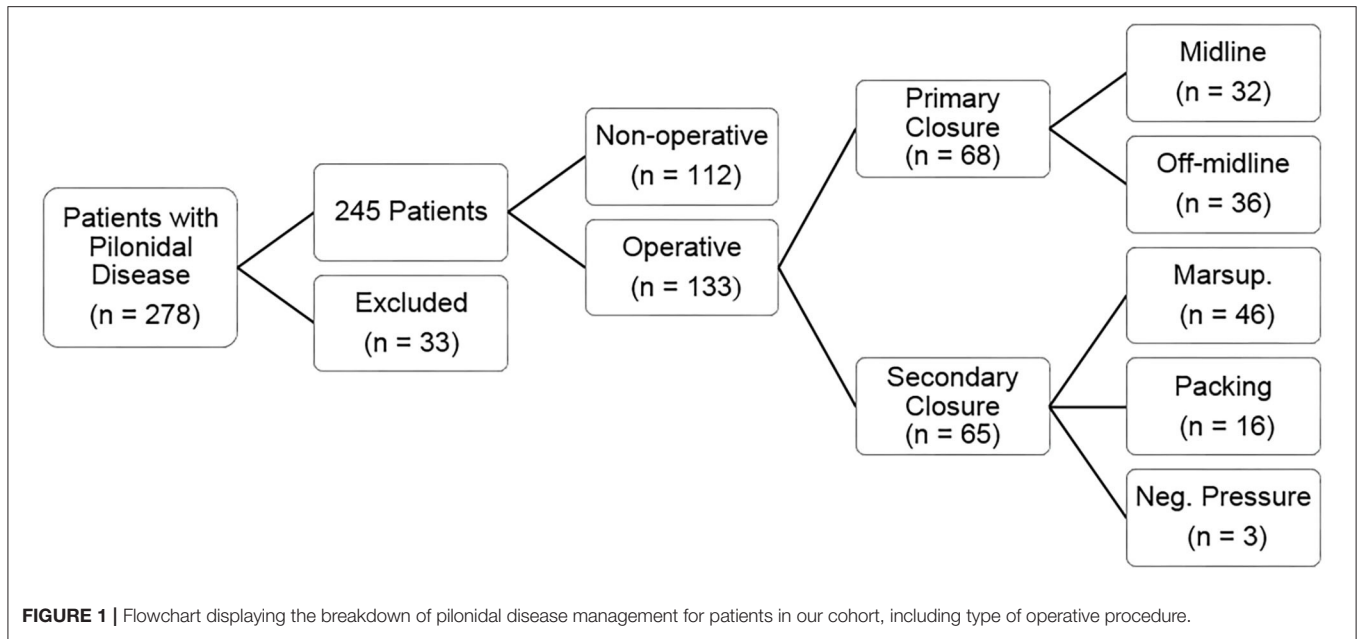 Patients with
Pilonidal
Disease
(n = 278)
245 Patients
Excluded
(n = 33)
Non-operative
(n = 112)
Operative
(n = 133)
Primary
Closure
(n = 68)
Secondary
Closure
(n = 65)
Midline
(n = 32)
Off-midline
(n = 36)
Marsup.
(n = 46)
Packing
(n = 16)
Neg. Pressure
(n = 3)
FIGURE 1 | Flowchart displaying the breakdown of pilonidal disease management for patients in our cohort, including type of operative procedure.